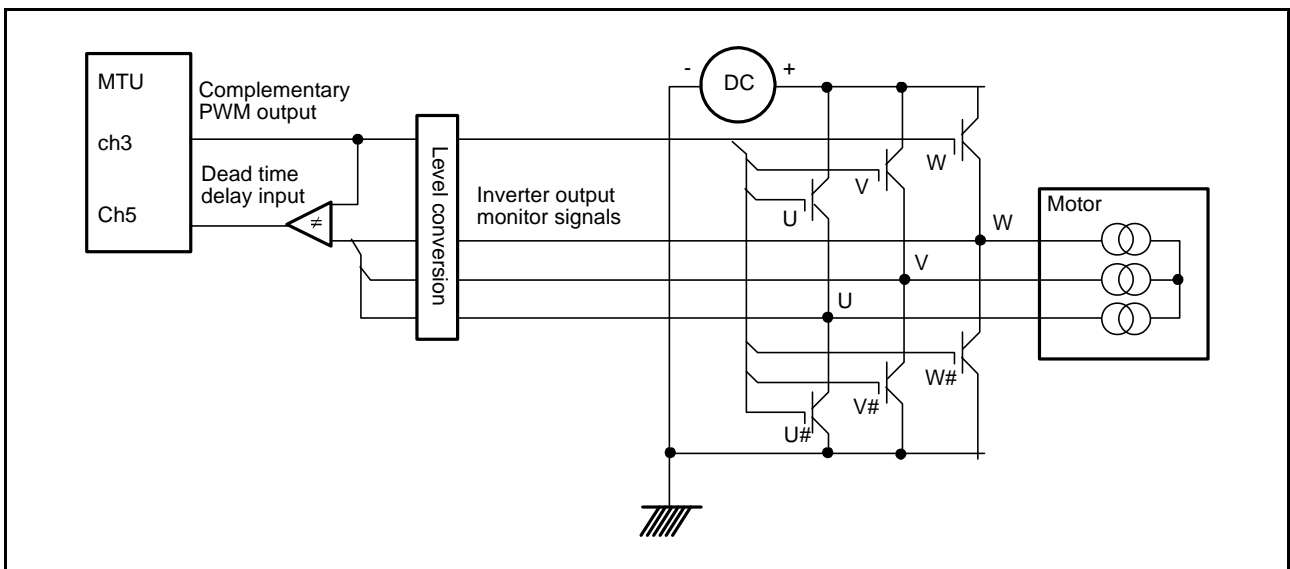 MTU
ch3
Ch5
Complementary
PWM output
Dead time
delay input
≠
Level conversion
Inverter output
monitor signals
-
DC
+
W
V
U
W
V
U
W#
V#
U#
Motor